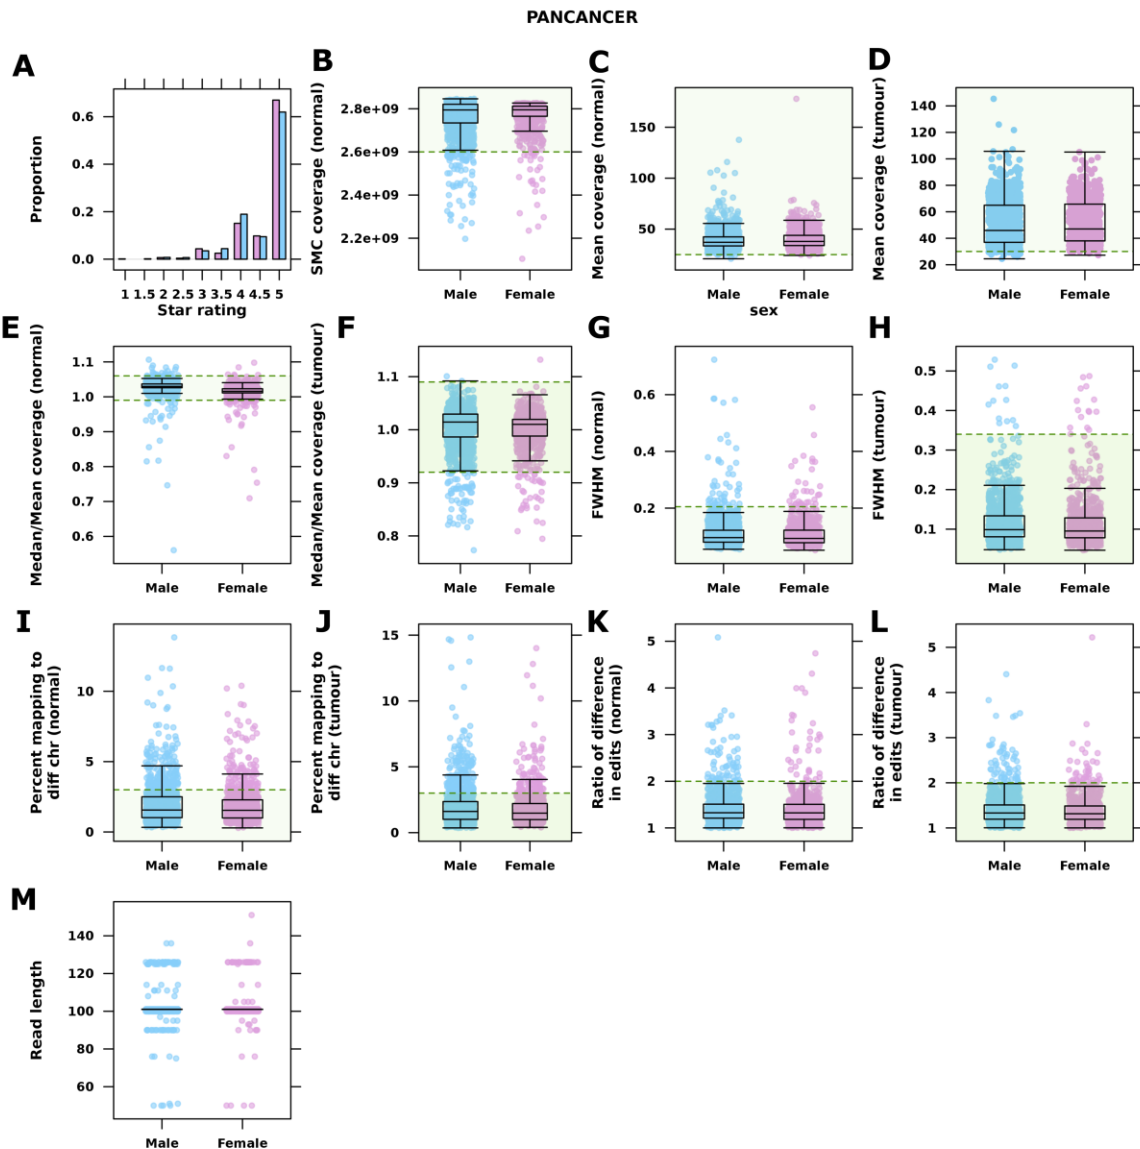 PANCANCER
A
Proportion
0.6
0.4
0.2
0.0
1 1.5 2 2.5 3 3.5 4 4.5 5
Star rating
B
SMC coverage (normal)
2.8e+09
2.6e+09
2.4e+09
2.2e+09
Male Female
C
Mean coverage (normal)
150
100
50
Male Female
sex
D
Mean coverage (tumour)
140
120
100
80
60
40
20
Male Female
E
Medan/Mean coverage (normal)
1.1
1.0
0.9
0.8
0.7
0.6
Male Female
F
Medan/Mean coverage (tumour)
1.1
1.0
0.9
0.8
Male Female
G
FWHM (normal)
0.6
0.4
0.2
Male Female
H
FWHM (tumour)
0.5
0.4
0.3
0.2
0.1
Male Female
I
Percent mapping to
diff chr (normal)
10
5
0
Male Female
J
Percent mapping to
diff chr (tumour)
15
10
5
0
Male Female
K
Ratio of difference
in edits (normal)
5
4
3
2
1
Male Female
L
Ratio of difference
in edits (tumour)
5
4
3
2
1
Male Female
M
Read length
140
120
100
80
60
Male Female